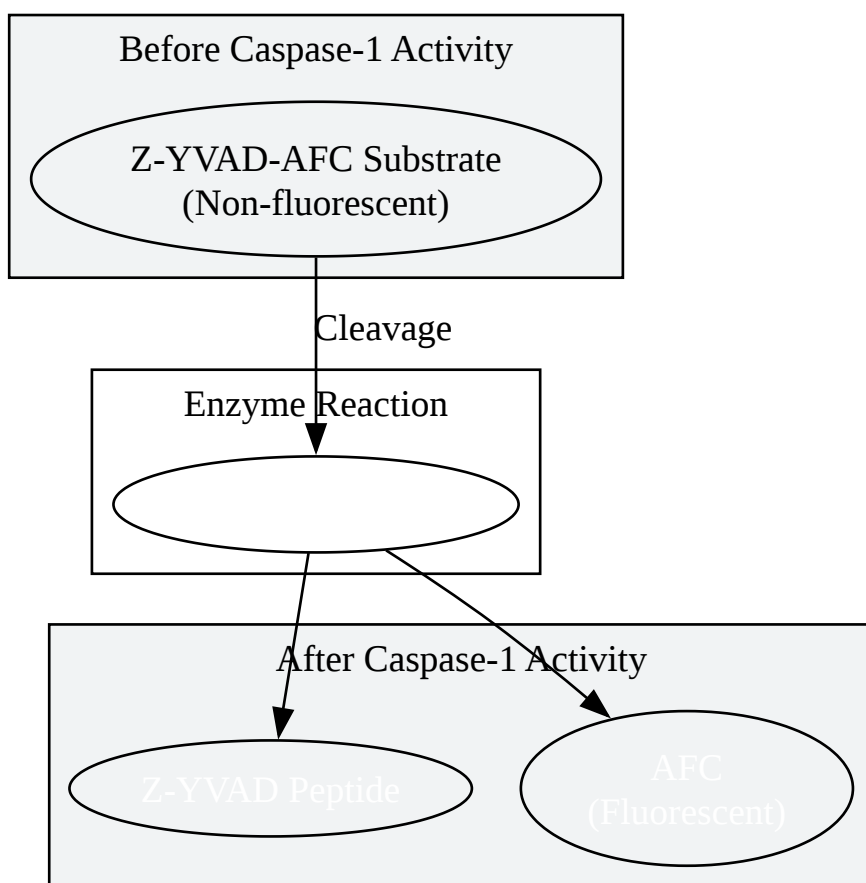 Before Caspase-1 Activity
Z-YVAD-AFC Substrate
(Non-fluorescent)
Cleavage
Enzyme Reaction
After Caspase-1 Activity
Z-YVAD Peptide
AFC
(Fluorescent)